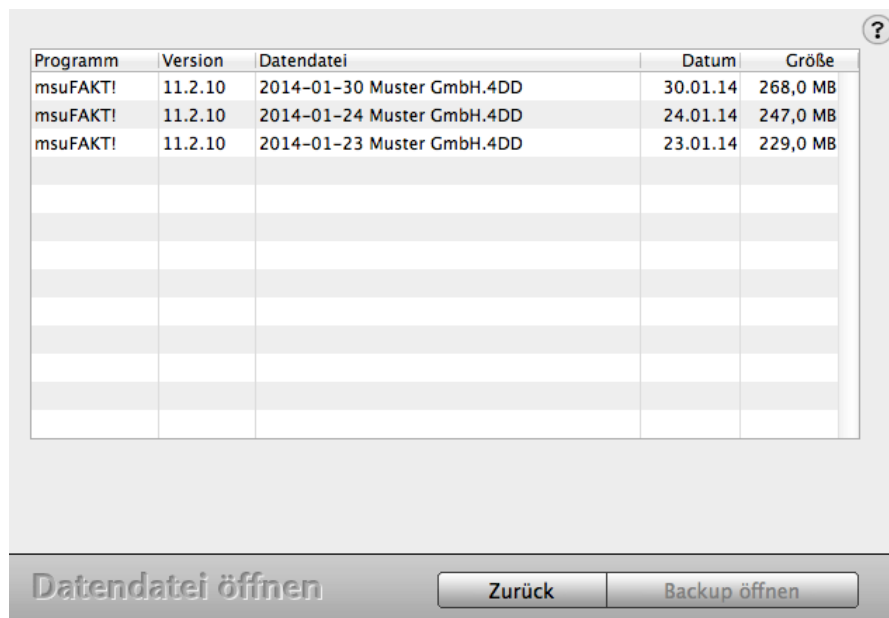 ?
Programm Version Datendatei Datum Größe
msuFAKT! 11.2.10 2014-01-30 Muster GmbH.4DD 30.01.14 268,0 MB
msuFAKT! 11.2.10 2014-01-24 Muster GmbH.4DD 24.01.14 247,0 MB
msuFAKT! 11.2.10 2014-01-23 Muster GmbH.4DD 23.01.14 229,0 MB
Datendatei öffnen Zurück Backup öffnen